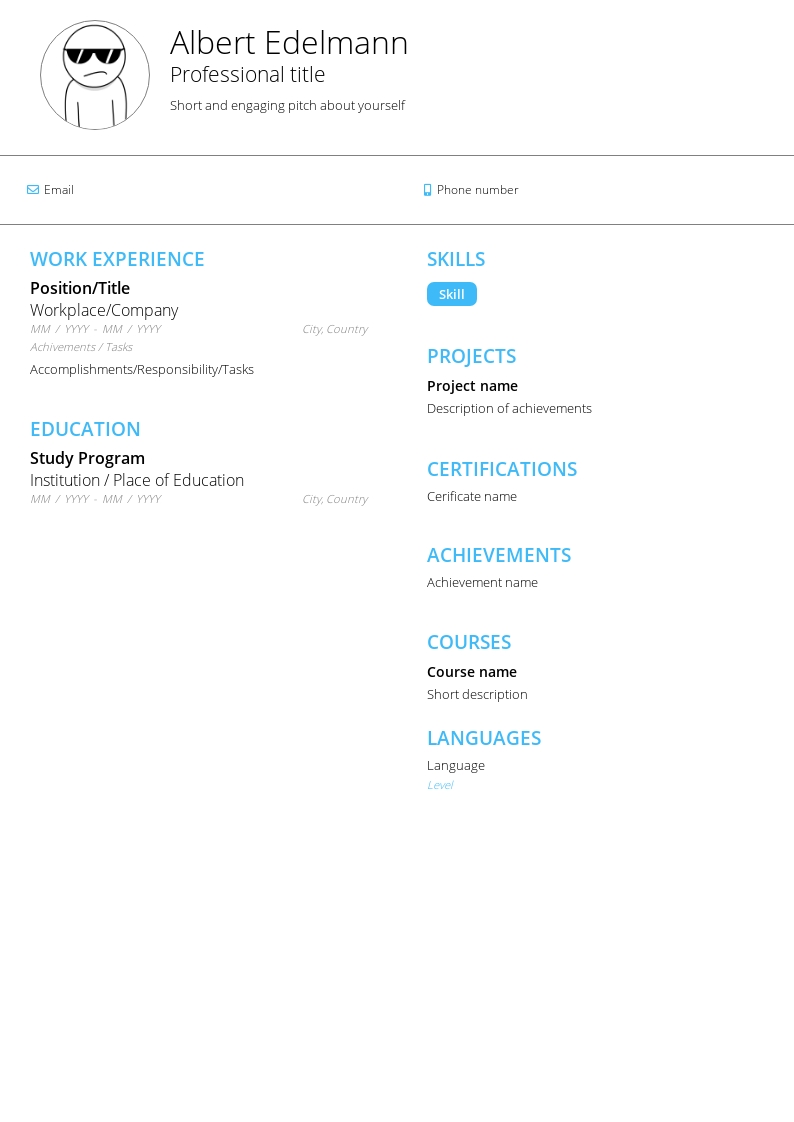 Albert Edelmann
Professional title
Short and engaging pitch about yourself
Email
Phone number
WORK EXPERIENCE
Position/Title
Workplace/Company
MM / YYYY - MM / YYYY City, Country
Achivements / Tasks
Accomplishments/Responsibility/Tasks
EDUCATION
Study Program
Institution / Place of Education
MM / YYYY - MM / YYYY City, Country
SKILLS
Skill
PROJECTS
Project name
Description of achievements
CERTIFICATIONS
Cerificate name
ACHIEVEMENTS
Achievement name
COURSES
Course name
Short description
LANGUAGES
Language
Level